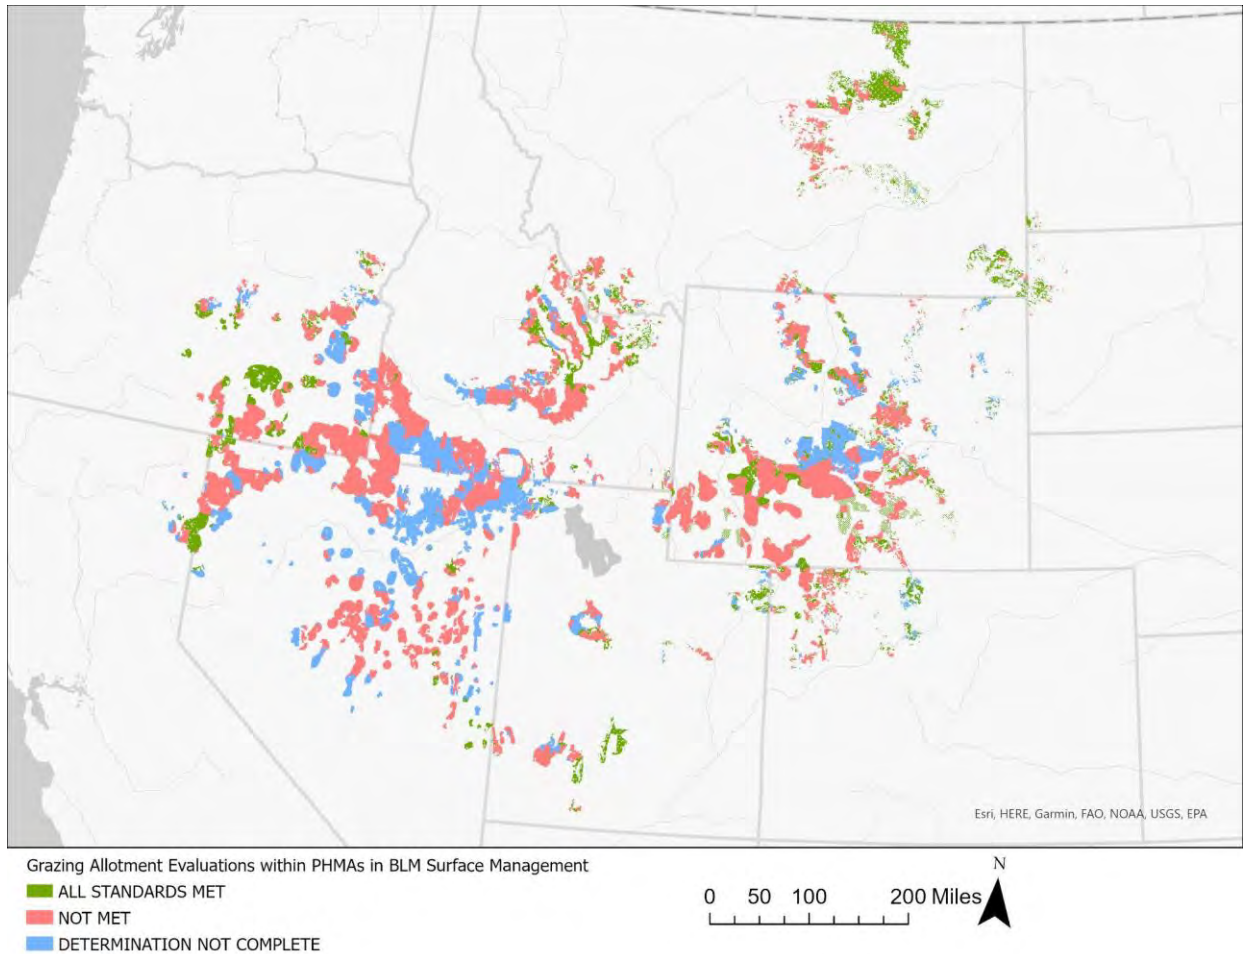 Esri, HERE, Garmin, FAO, NOAA, USGS, EPA
Grazing Allotment Evaluations within PHMAs in BLM Surface Management
ALL STANDARDS MET
NOT MET
DETERMINATION NOT COMPLETE
0 50 100 200 Miles
N